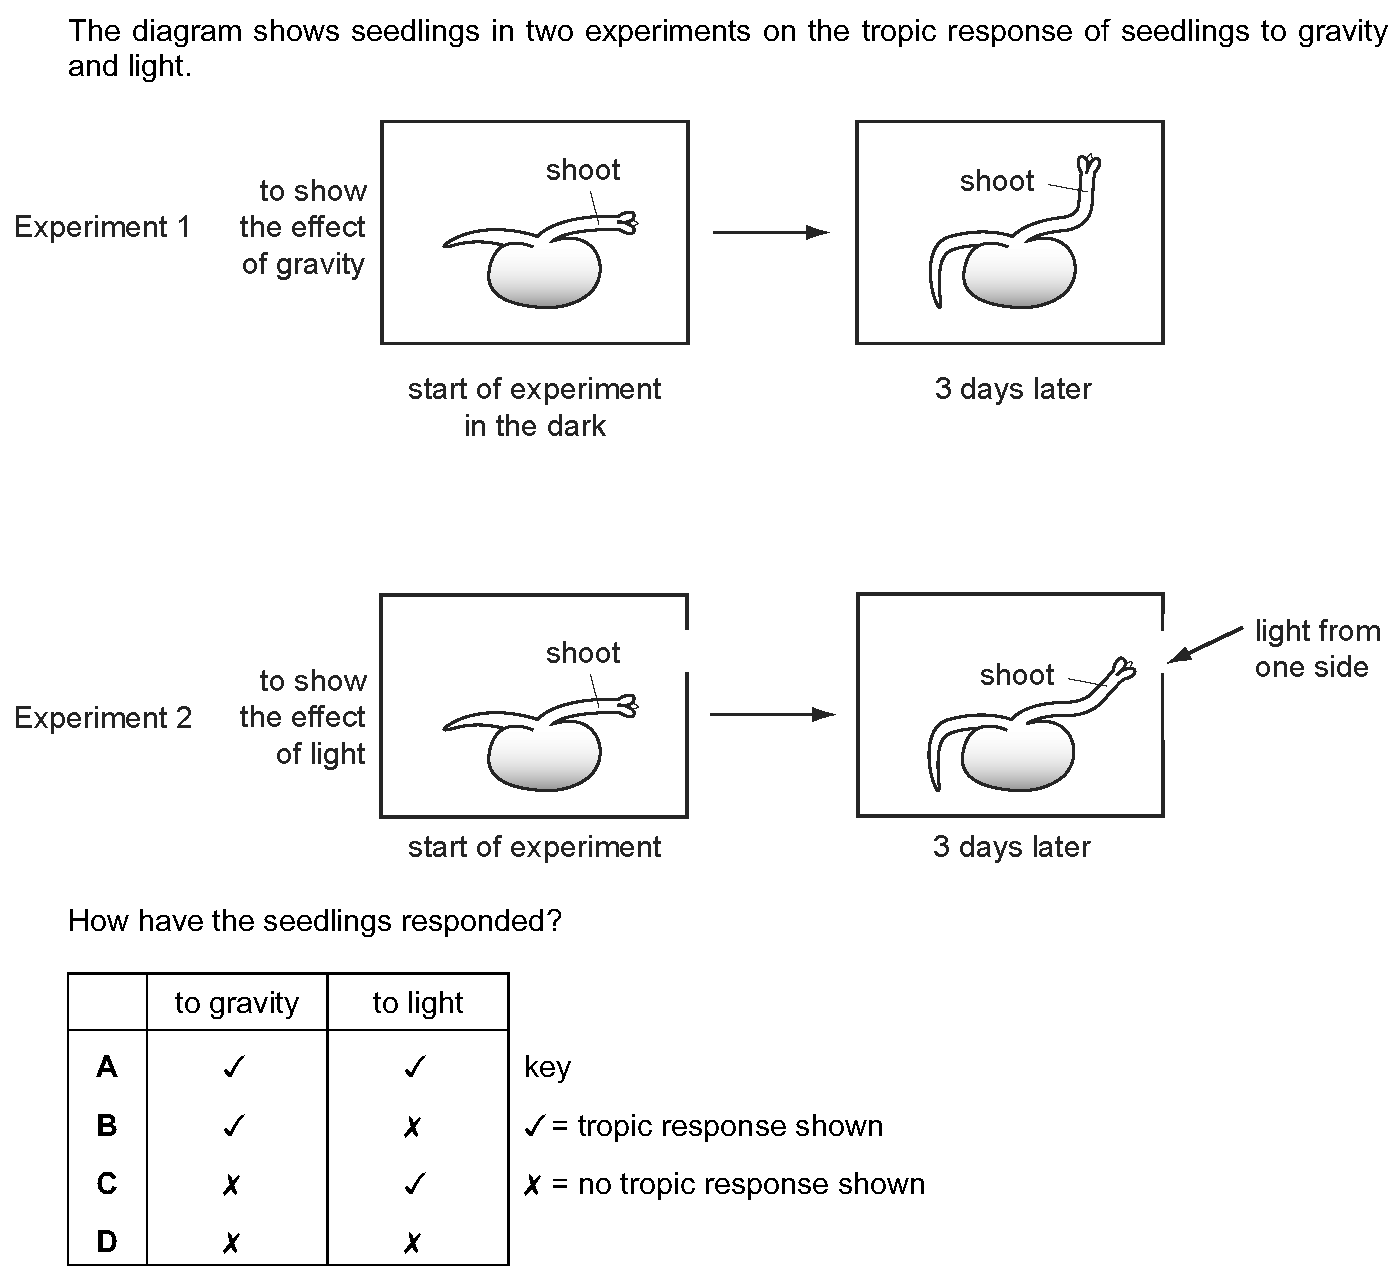 The diagram shows seedlings in two experiments on the tropic response of seedlings to gravity
and light.
shoot
shoot
Experiment 1
to show
the effect
of gravity
start of experiment
in the dark
3 days later
shoot
shoot
light from
one side
Experiment 2
to show
the effect
of light
start of experiment
3 days later
How have the seedlings responded?
to gravity to light
A ✓ ✓
B ✓ ✗
C ✗ ✓
D ✗ ✗
key
✓ = tropic response shown
✗ = no tropic response shown